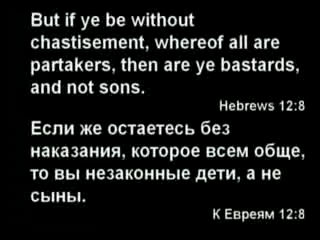 But if ye be without
chastisement, whereof all are
partakers, then are ye bastards,
and not sons.
Hebrews 12:8
Если же остаетесь без
наказания, которое всем обще,
то вы незаконные дети, а не
сыны.
К Евреям 12:8